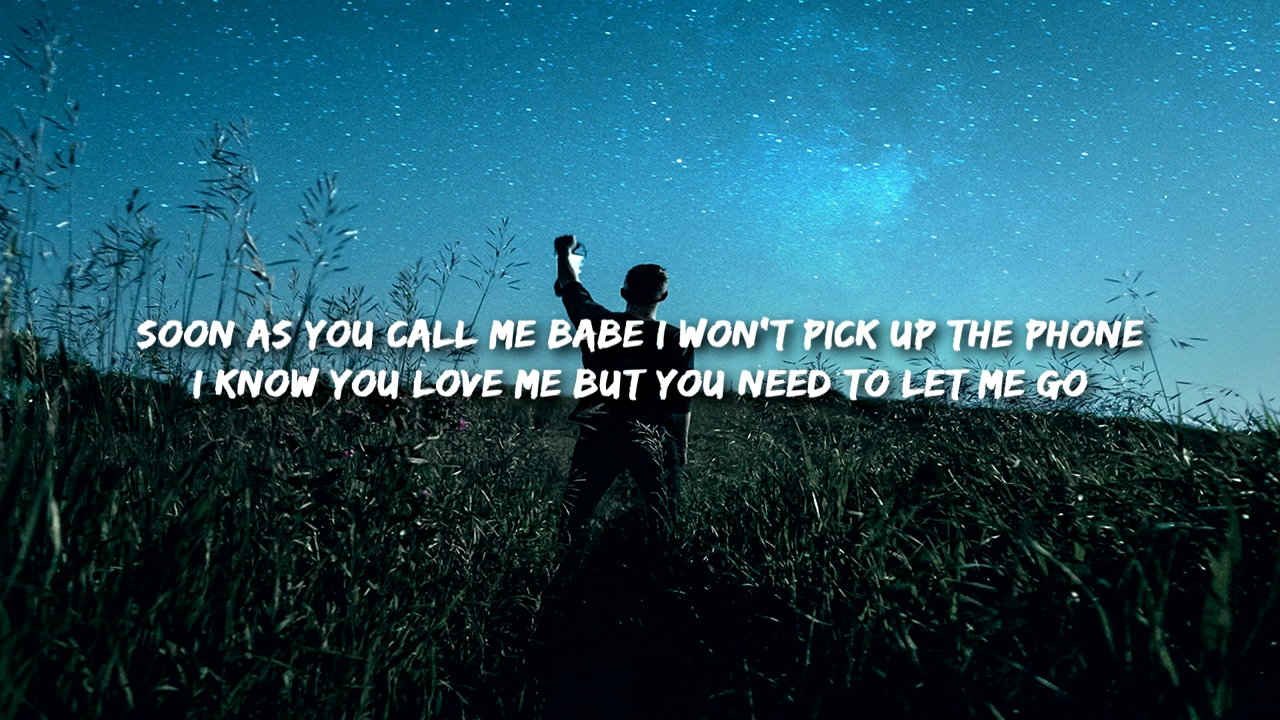 SOON AS YOU CALL ME BABE I WON'T PICK UP THE PHONE
I KNOW YOU LOVE ME BUT YOU NEED TO LET ME GO